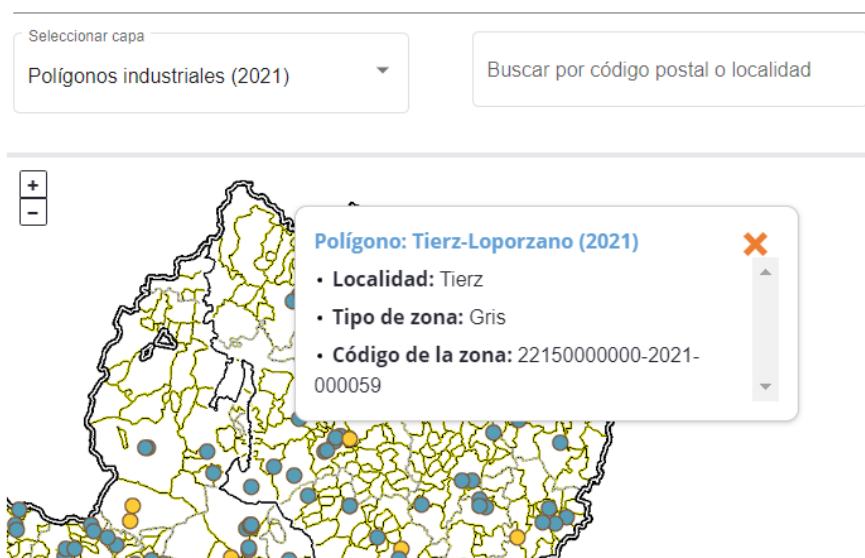 Seleccionar capa
Polígonos industriales (2021)
Buscar por código postal o localidad
+
−
Polígono: Tierz-Loporzano (2021)
• Localidad: Tierz
• Tipo de zona: Gris
• Código de la zona: 22150000000-2021-
000059